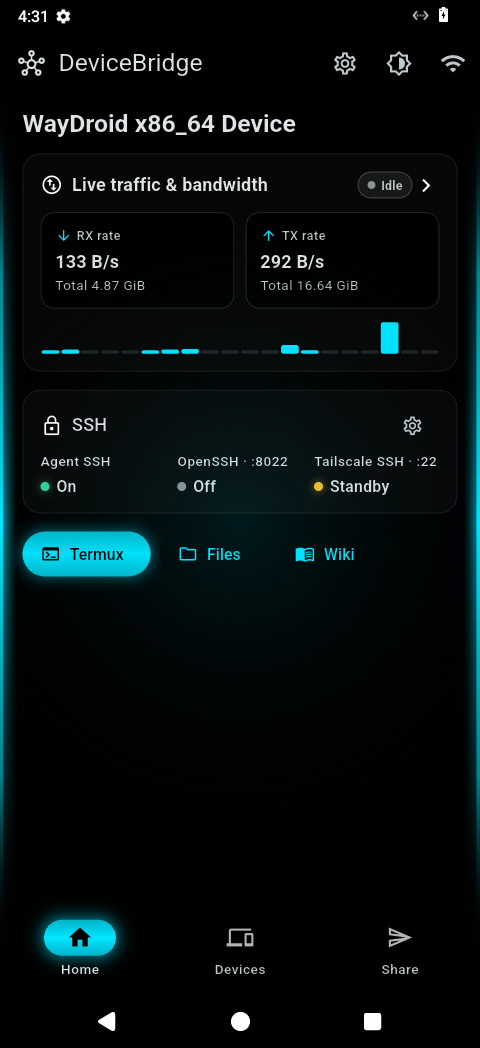 4:31
DeviceBridge
WayDroid x86_64 Device
Live traffic & bandwidth
Idle
RX rate
133 B/s
Total 4.87 GiB
TX rate
292 B/s
Total 16.64 GiB
SSH
Agent SSH
On
OpenSSH · :8022
Off
Tailscale SSH · :22
Standby
Termux
Files
Wiki
Home
Devices
Share